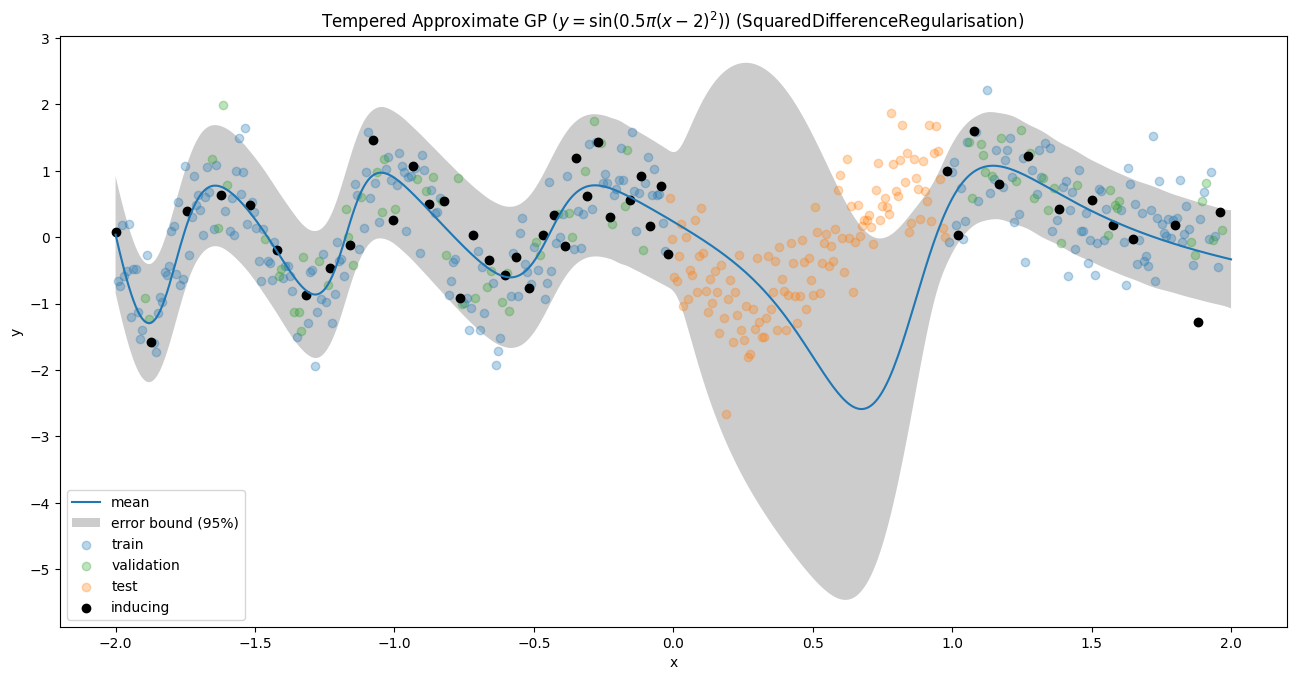 Tempered Approximate GP (y = sin(0.5π(x − 2)²)) (SquaredDifferenceRegularisation)
3
2
1
0
−1
−2
−3
−4
−5
y
mean
error bound (95%)
train
validation
test
inducing
−2.0 −1.5 −1.0 −0.5 0.0 0.5 1.0 1.5 2.0
x